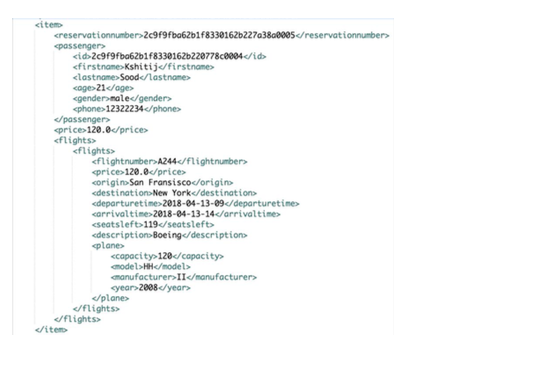 <item>
<reservationnumber>2c9f9fba62b1f8330162b227a38a0005</reservationnumber>
<passenger>
<id>2c9f9fba62b1f8330162b220778c0004</id>
<firstname>Kshitij</firstname>
<lastname>Sood</lastname>
<age>21</age>
<gender>male</gender>
<phone>12322234</phone>
</passenger>
<price>120.0</price>
<flights>
<flights>
<flightnumber>A244</flightnumber>
<price>120.0</price>
<origin>San Fransisco</origin>
<destination>New York</destination>
<departuretime>2018-04-13-09</departuretime>
<arrivaltime>2018-04-13-14</arrivaltime>
<seatsleft>119</seatsleft>
<description>Boeing</description>
<plane>
<capacity>120</capacity>
<model>HH</model>
<manufacturer>II</manufacturer>
<year>2008</year>
</plane>
</flights>
</flights>
</item>